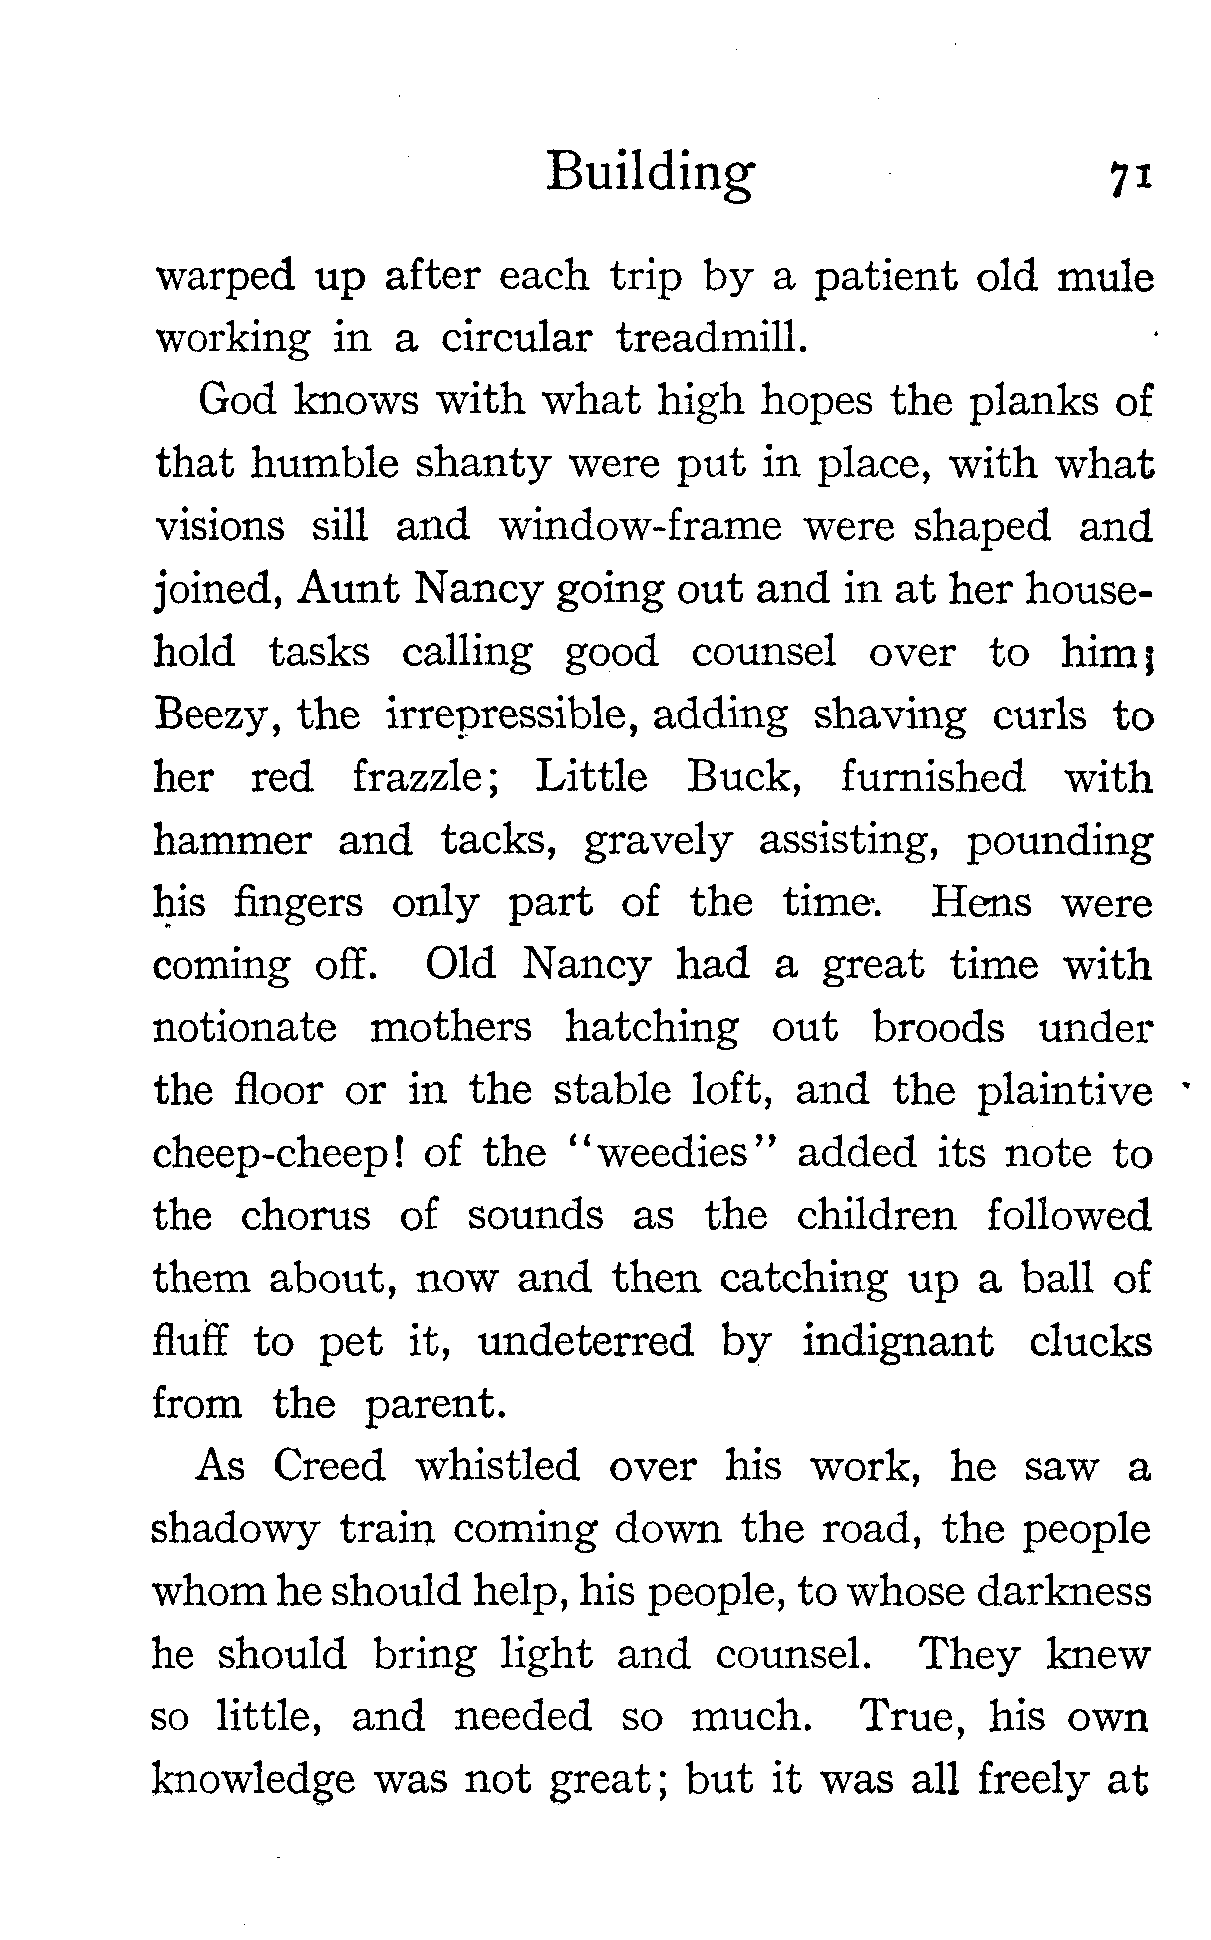 Building 71
warped up after each trip by a patient old mule
working in a circular treadmill.
God knows with what high hopes the planks of
that humble shanty were put in place, with what
visions sill and window-frame were shaped and
joined, Aunt Nancy going out and in at her house-
hold tasks calling good counsel over to him;
Beezy, the irrepressible, adding shaving curls to
her red frazzle; Little Buck, furnished with
hammer and tacks, gravely assisting, pounding
his fingers only part of the time. Hens were
coming off. Old Nancy had a great time with
notionate mothers hatching out broods under
the floor or in the stable loft, and the plaintive
cheep-cheep! of the "weedies" added its note to
the chorus of sounds as the children followed
them about, now and then catching up a ball of
fluff to pet it, undeterred by indignant clucks
from the parent.
As Creed whistled over his work, he saw a
shadowy train coming down the road, the people
whom he should help, his people, to whose darkness
he should bring light and counsel. They knew
so little, and needed so much. True, his own
knowledge was not great; but it was all freely at